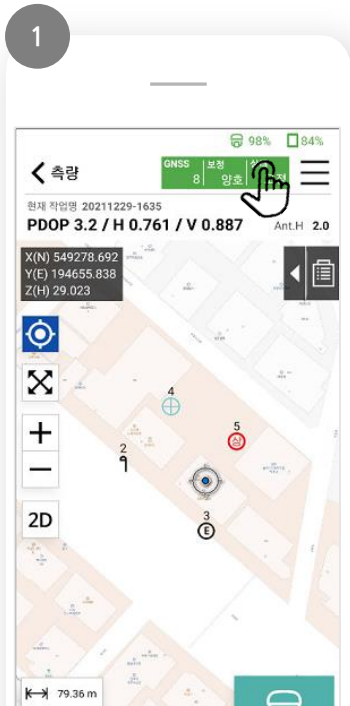 1
98% 84%
측량
GNSS 보정
8 양호
현재 작업명 20211229-1635
PDOP 3.2 / H 0.761 / V 0.887 Ant.H 2.0
X(N) 549278.692
Y(E) 194655.838
Z(H) 29.023
4
5
삼
2
3
E
2D
79.36 m